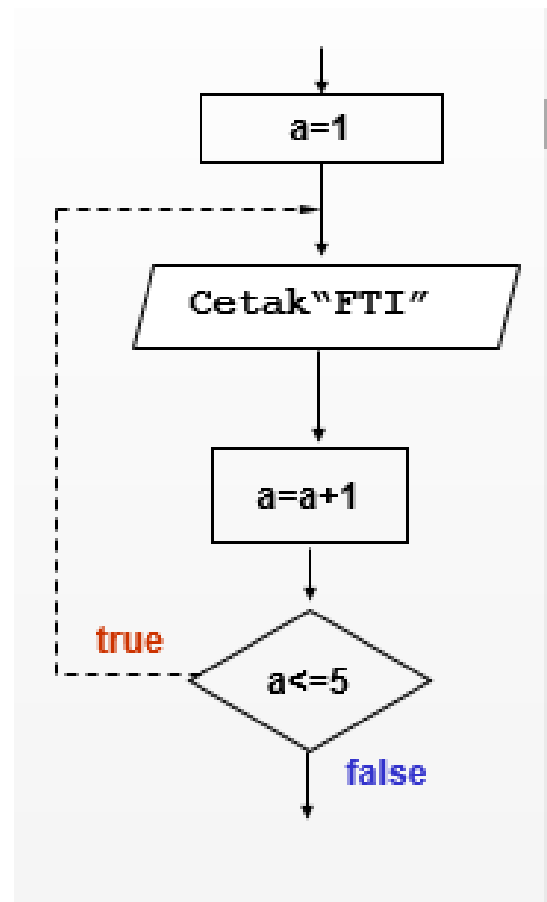 a=1
Cetak“FTI”
a=a+1
true
a<=5
false